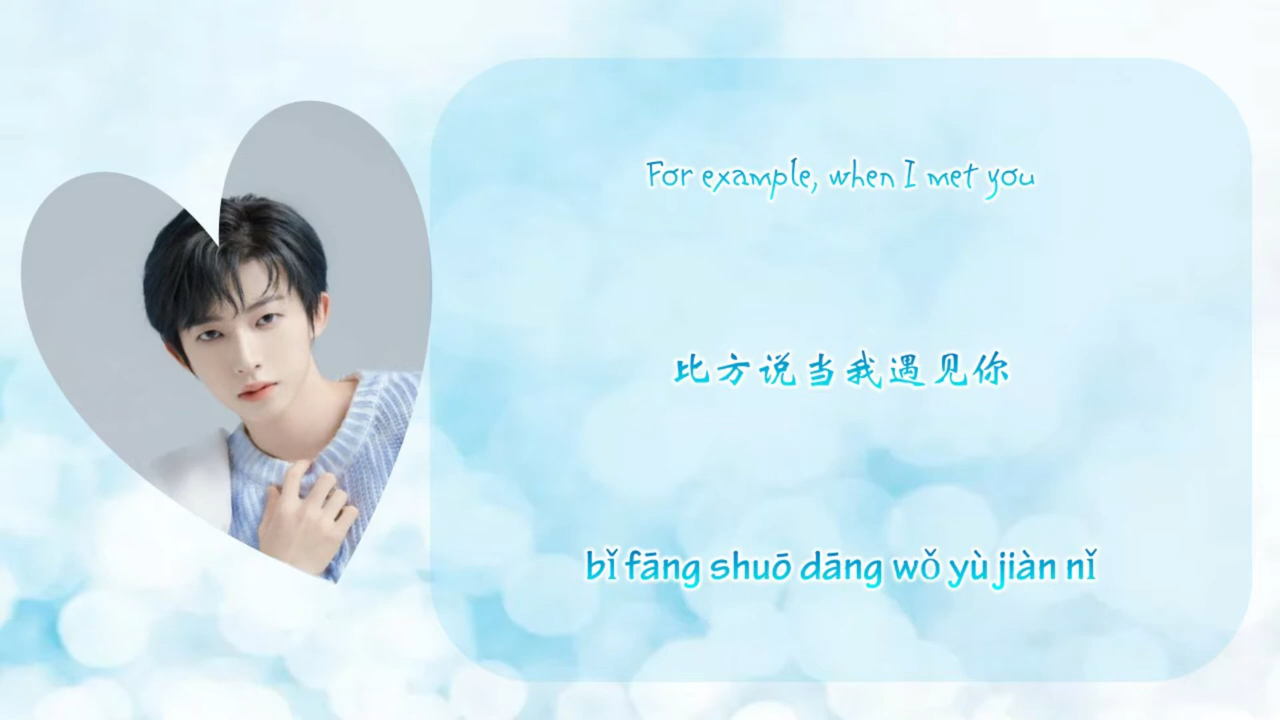 For example, when I met you
比方说当我遇见你
bǐ fāng shuō dāng wǒ yù jiàn nǐ